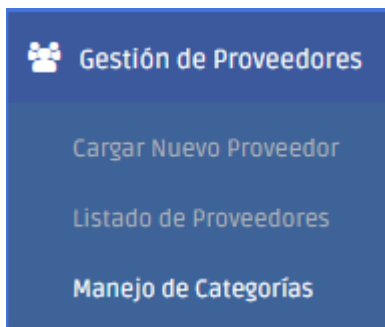 Gestión de Proveedores
Cargar Nuevo Proveedor
Listado de Proveedores
Manejo de Categorías